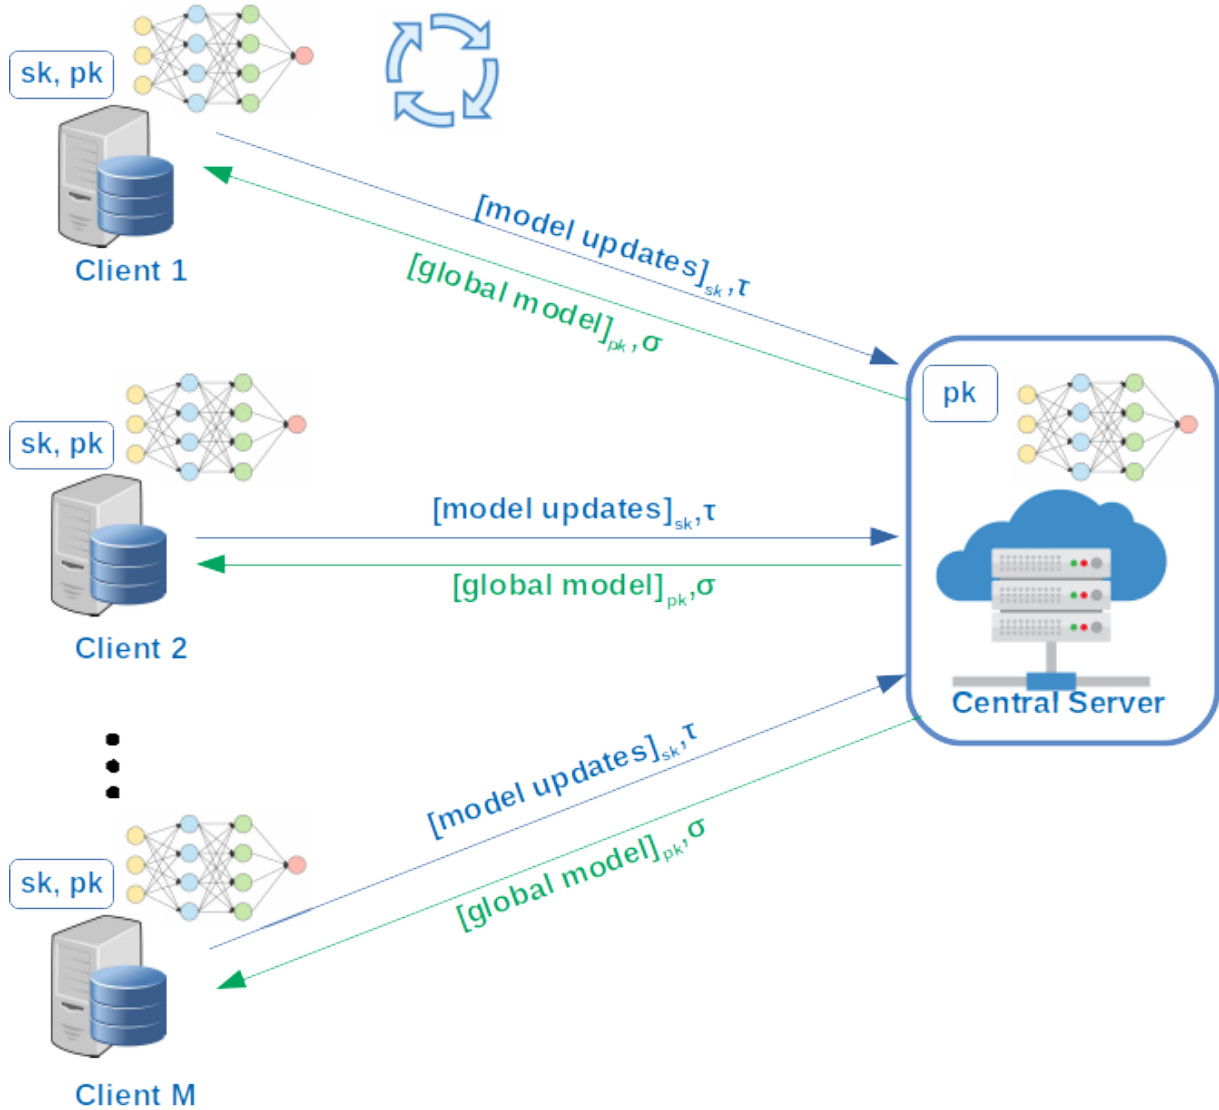 sk, pk
Client 1
[model updates]sk,τ
[global model]pk,σ
sk, pk
Client 2
[model updates]sk,τ
[global model]pk,σ
pk
Central Server
sk, pk
Client M
[model updates]sk,τ
[global model]pk,σ